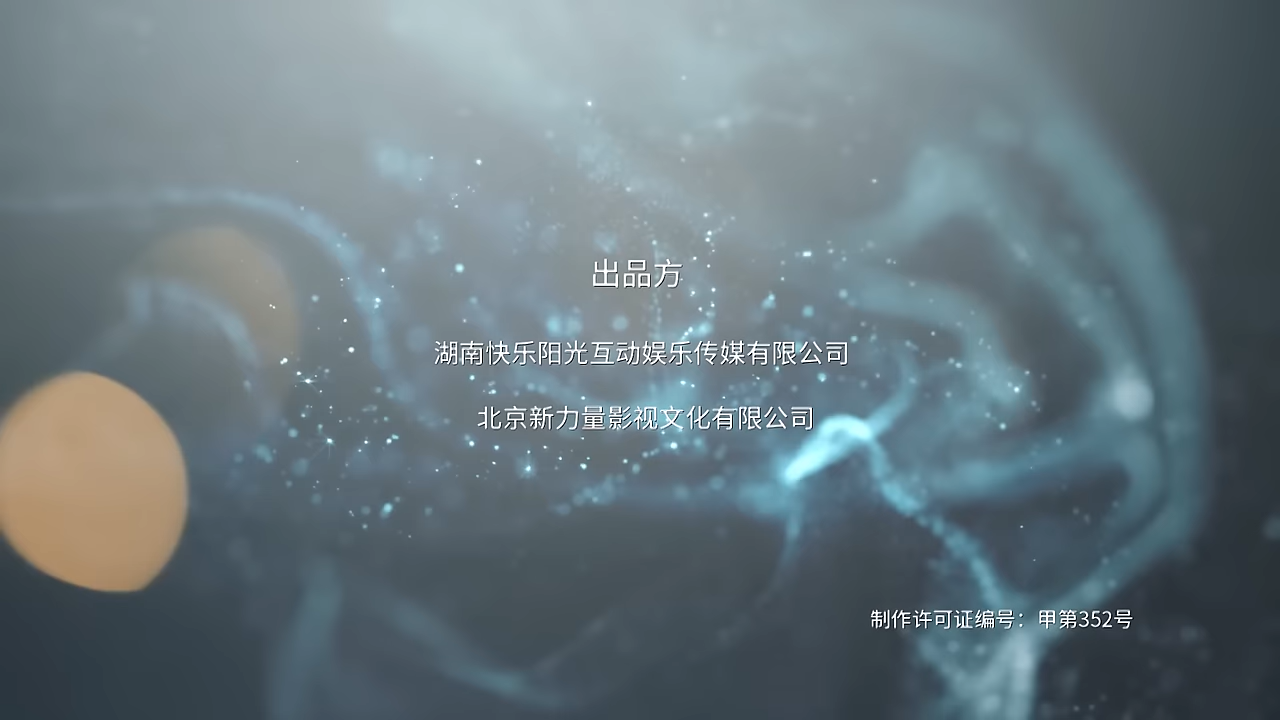 出品方
湖南快乐阳光互动娱乐传媒有限公司
北京新力量影视文化有限公司
制作许可证编号：甲第352号